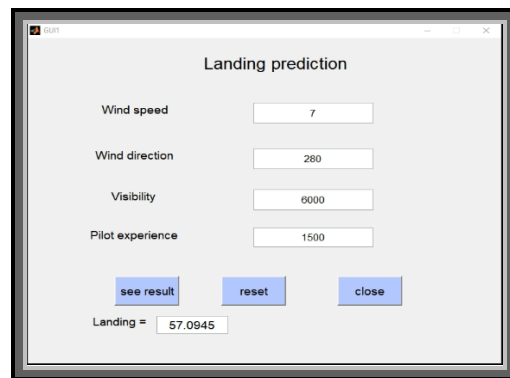 GUI1
Landing prediction
Wind speed 7
Wind direction 280
Visibility 6000
Pilot experience 1500
see result reset close
Landing = 57.0945